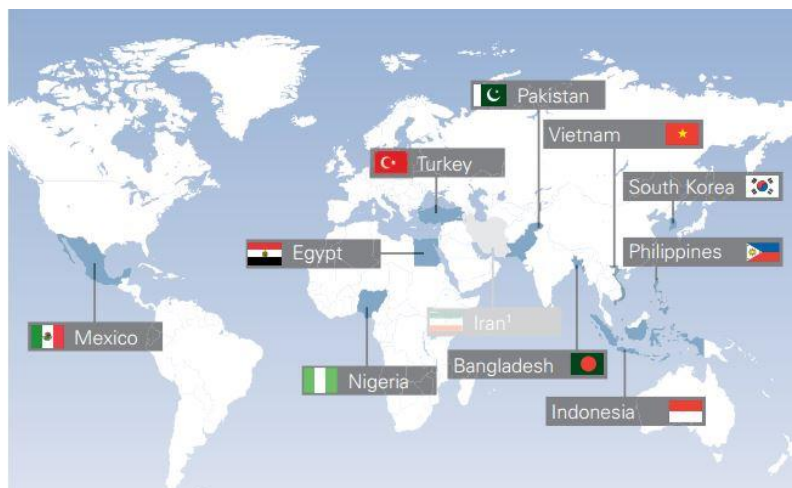 Pakistan
Vietnam
Turkey
South Korea
Egypt
Philippines
Iran¹
Mexico
Bangladesh
Nigeria
Indonesia